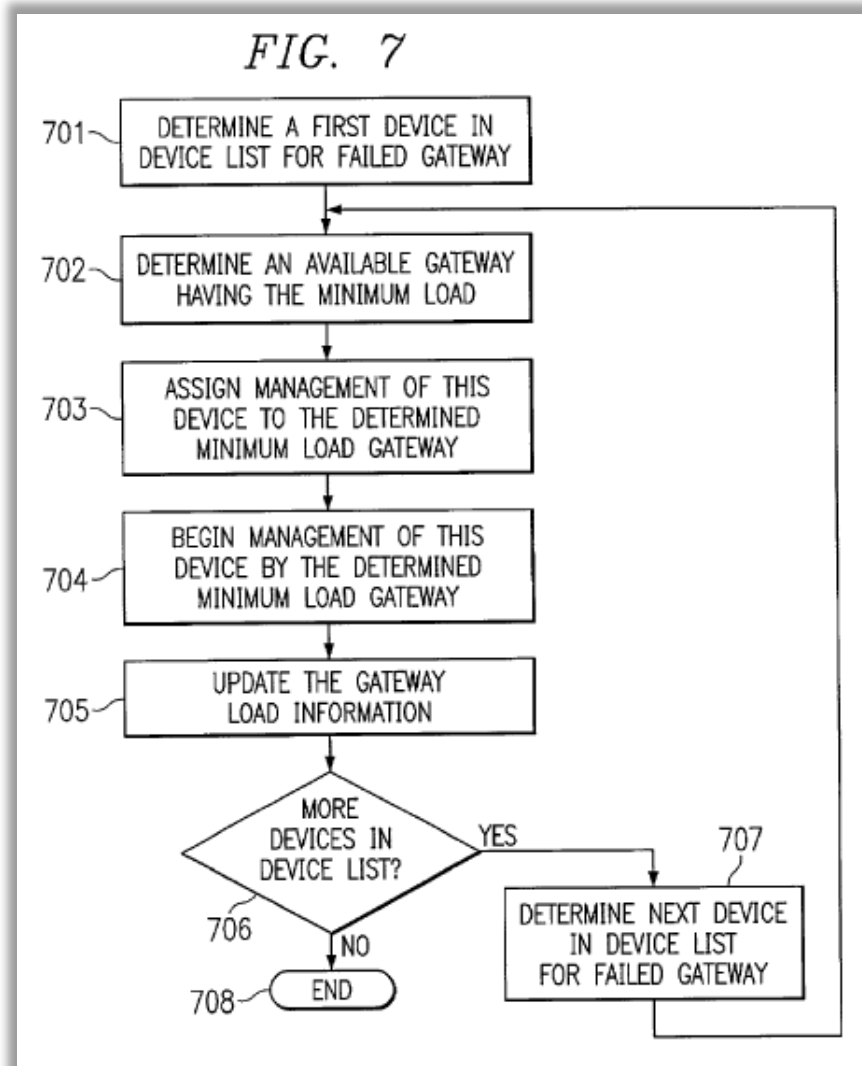 FIG. 7
701
DETERMINE A FIRST DEVICE IN
DEVICE LIST FOR FAILED GATEWAY
702
DETERMINE AN AVAILABLE GATEWAY
HAVING THE MINIMUM LOAD
703
ASSIGN MANAGEMENT OF THIS
DEVICE TO THE DETERMINED
MINIMUM LOAD GATEWAY
704
BEGIN MANAGEMENT OF THIS
DEVICE BY THE DETERMINED
MINIMUM LOAD GATEWAY
705
UPDATE THE GATEWAY
LOAD INFORMATION
MORE
DEVICES IN
DEVICE LIST?
706
YES
707
DETERMINE NEXT DEVICE
IN DEVICE LIST
FOR FAILED GATEWAY
NO
708
END